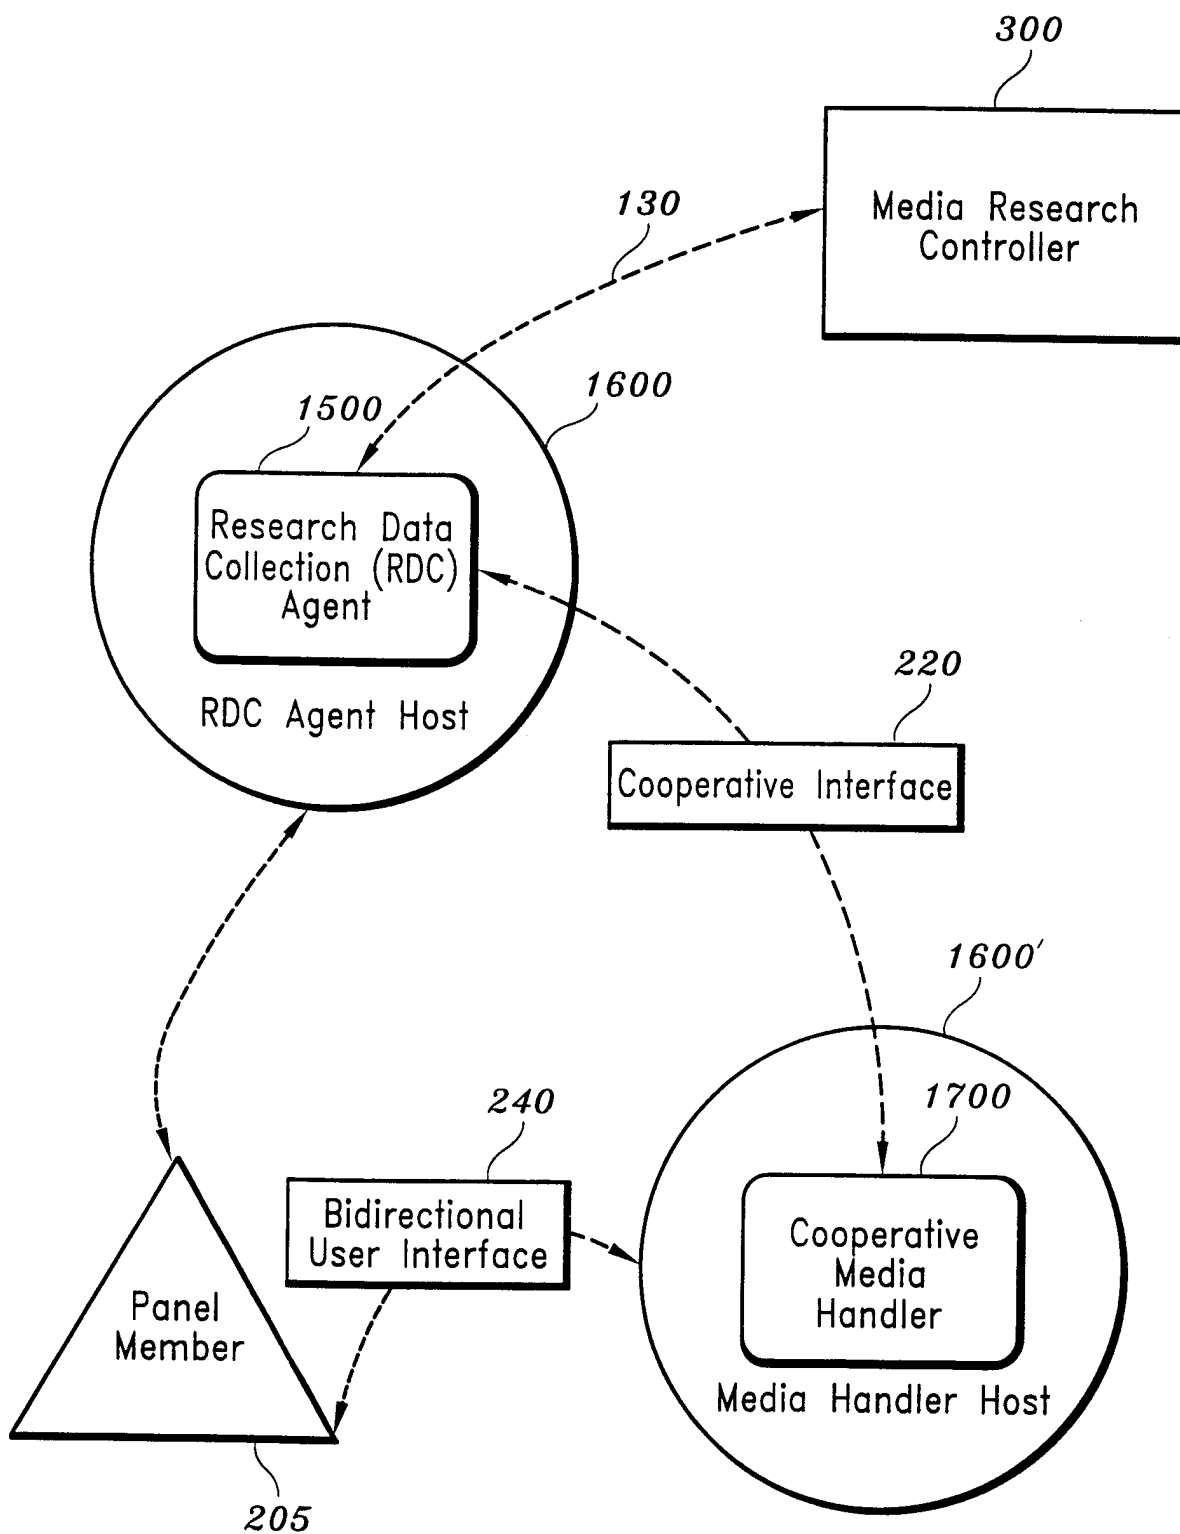 300
Media Research
Controller
130
1600
1500
Research Data
Collection (RDC)
Agent
RDC Agent Host
220
Cooperative Interface
1600'
240
1700
Bidirectional
User Interface
Cooperative
Media
Handler
Media Handler Host
Panel
Member
205